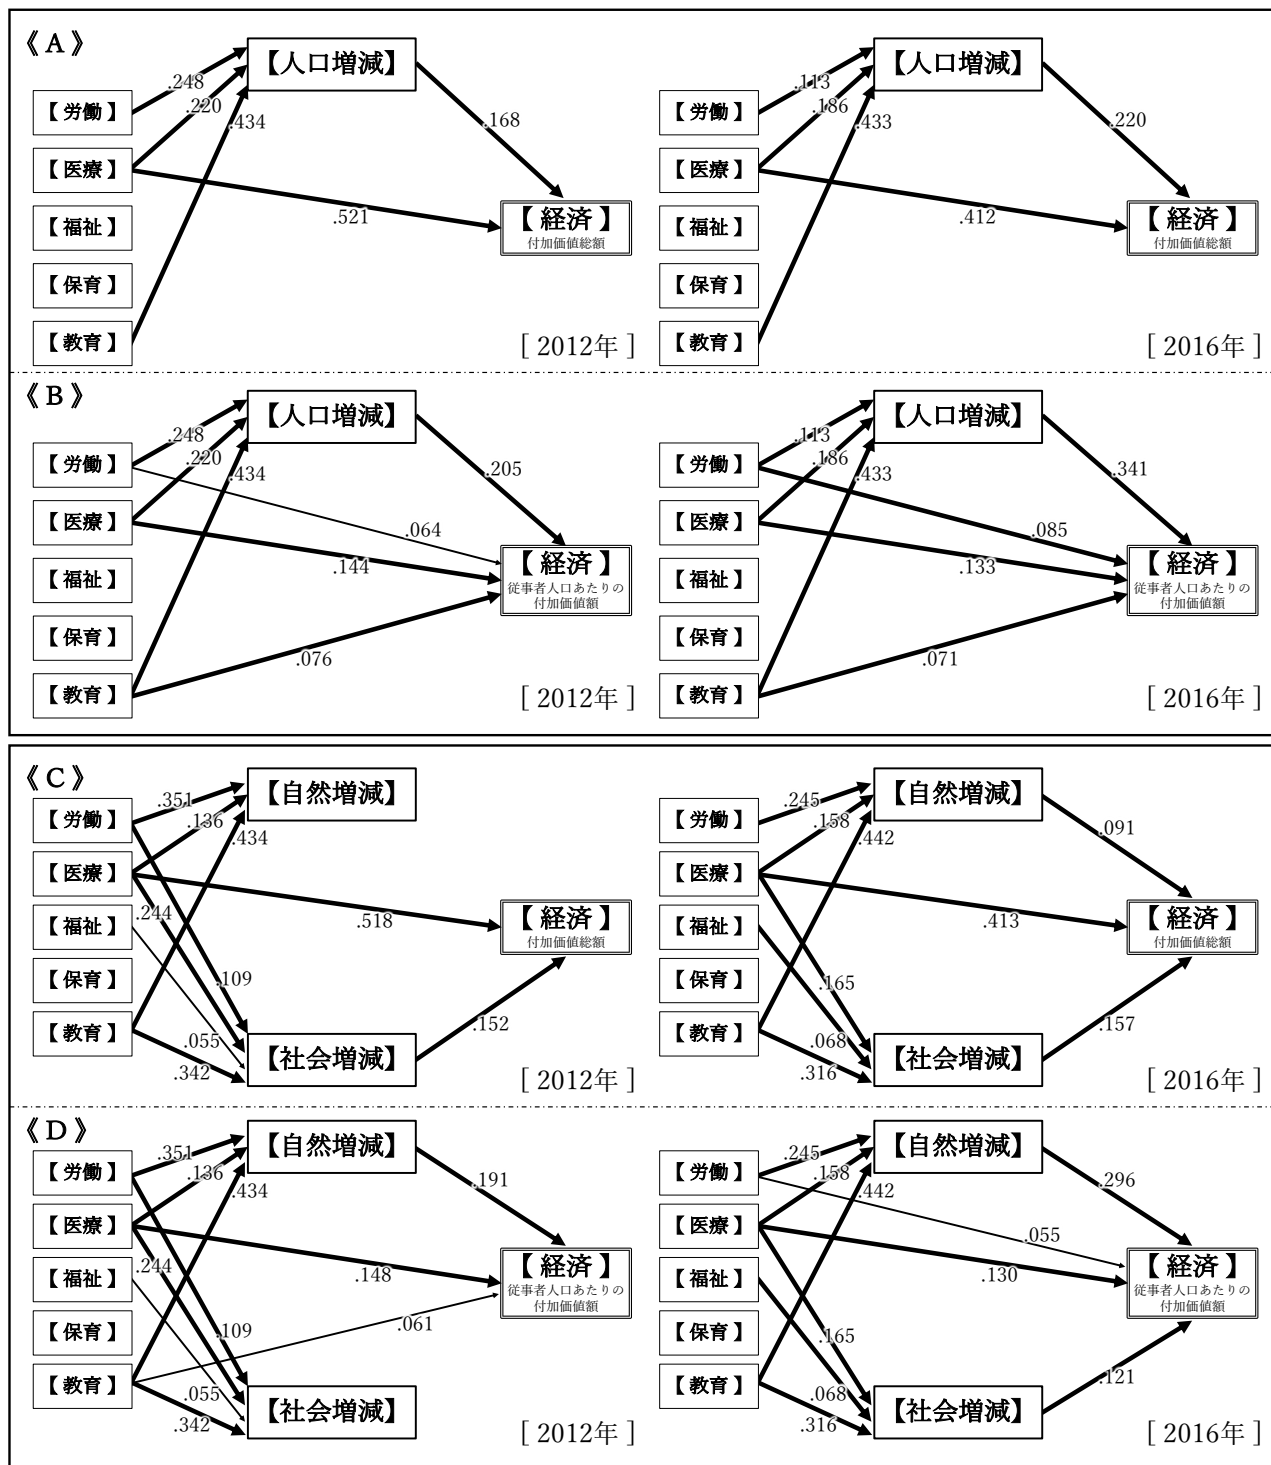 《 A 》
【人口増減】
.248
.220
.434
.168
【 労働 】
【 医療 】
【 福祉 】
【 保育 】
【 教育 】
.521
【 経済 】
付加価値総額
[ 2012年 ]
【人口増減】
.113
.186
.433
.220
【 労働 】
【 医療 】
【 福祉 】
【 保育 】
【 教育 】
.412
【 経済 】
付加価値総額
[ 2016年 ]
《 B 》
【人口増減】
.248
.220
.434
.205
【 労働 】
【 医療 】
【 福祉 】
【 保育 】
【 教育 】
.064
.144
.076
【 経済 】
従事者人口あたりの
付加価値額
[ 2012年 ]
【人口増減】
.113
.186
.433
.341
【 労働 】
【 医療 】
【 福祉 】
【 保育 】
【 教育 】
.085
.133
.071
【 経済 】
従事者人口あたりの
付加価値額
[ 2016年 ]
《 C 》
【自然増減】
.351
.136
.434
【 労働 】
【 医療 】
【 福祉 】
【 保育 】
【 教育 】
.244
.518
.109
.055
.342
.152
【 経済 】
付加価値総額
【社会増減】
[ 2012年 ]
【自然増減】
.245
.158
.442
.091
【 労働 】
【 医療 】
【 福祉 】
【 保育 】
【 教育 】
.413
.165
.068
.316
.157
【 経済 】
付加価値総額
【社会増減】
[ 2016年 ]
《 D 》
【自然増減】
.351
.136
.434
.191
【 労働 】
【 医療 】
【 福祉 】
【 保育 】
【 教育 】
.244
.148
.061
.109
.055
.342
【 経済 】
従事者人口あたりの
付加価値額
【社会増減】
[ 2012年 ]
【自然増減】
.245
.158
.442
.296
【 労働 】
【 医療 】
【 福祉 】
【 保育 】
【 教育 】
.055
.130
.165
.068
.316
.121
【 経済 】
従事者人口あたりの
付加価値額
【社会増減】
[ 2016年 ]